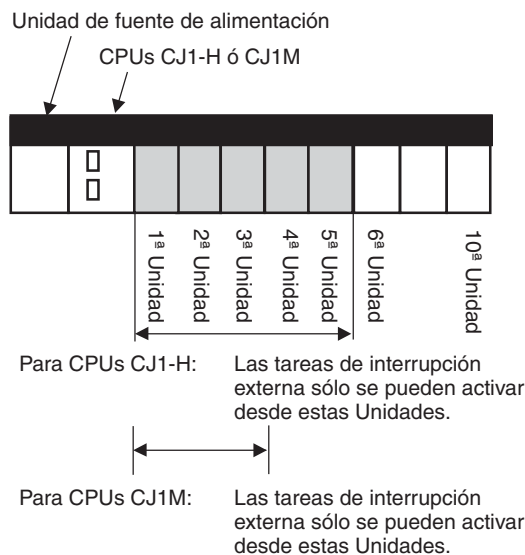 Unidad de fuente de alimentación
CPUs CJ1-H ó CJ1M
1ª Unidad
2ª Unidad
3ª Unidad
4ª Unidad
5ª Unidad
6ª Unidad
10ª Unidad
Para CPUs CJ1-H: Las tareas de interrupción
externa sólo se pueden activar
desde estas Unidades.
Para CPUs CJ1M: Las tareas de interrupción
externa sólo se pueden activar
desde estas Unidades.